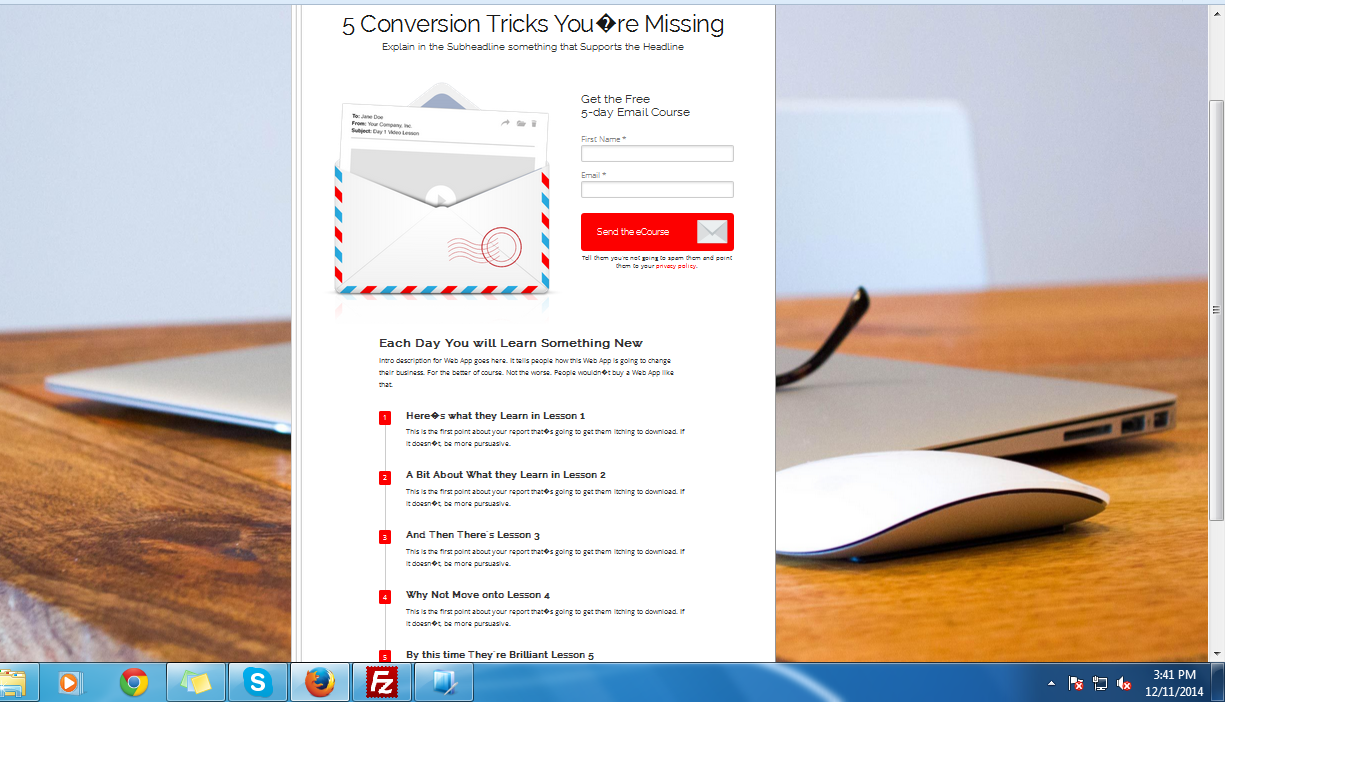 5 Conversion Tricks You�re Missing
Explain in the Subheadline something that Supports the Headline
To: Jane Doe
From: Your Company, Inc.
Subject: Day 1 Video Lesson
Get the Free
5-day Email Course
First Name *
Email *
Send the eCourse
Tell them you're not going to spam them and point
them to your privacy policy.
Each Day You will Learn Something New
Intro description for Web App goes here. It tells people how this Web App is going to change
their business. For the better of course. Not the worse. People wouldn�t buy a Web App like
that.
1
Here�s what they Learn in Lesson 1
This is the first point about your report that�s going to get them itching to download. If
it doesn�t, be more pursuasive.
2
A Bit About What they Learn in Lesson 2
This is the first point about your report that�s going to get them itching to download. If
it doesn�t, be more pursuasive.
3
And Then There's Lesson 3
This is the first point about your report that�s going to get them itching to download. If
it doesn�t, be more pursuasive.
4
Why Not Move onto Lesson 4
This is the first point about your report that�s going to get them itching to download. If
it doesn�t, be more pursuasive.
5
By this time They're Brilliant Lesson 5
S
Fz
3:41 PM
12/11/2014